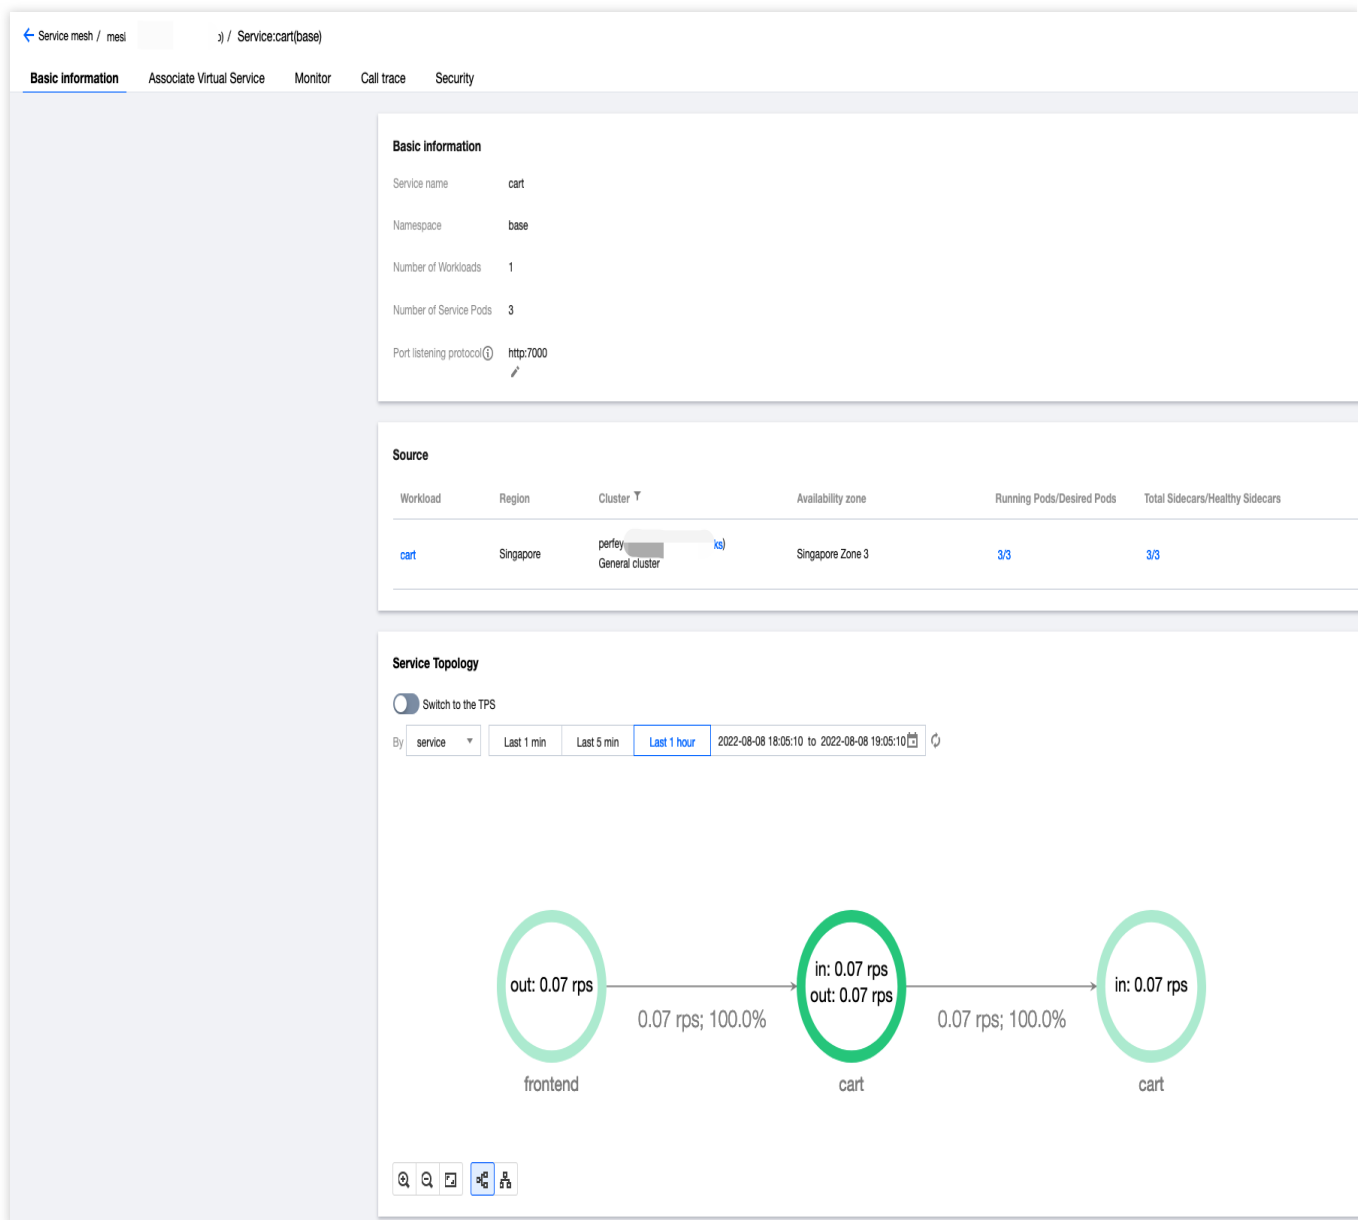 Service mesh / mesi ɔ) / Service:cart(base)
Basic information Associate Virtual Service Monitor Call trace Security
Basic information
Service name cart
Namespace base
Number of Workloads 1
Number of Service Pods 3
Port listening protocol http:7000
Source
Workload Region Cluster Availability zone Running Pods/Desired Pods Total Sidecars/Healthy Sidecars
cart Singapore perfey ks) Singapore Zone 3 3/3 3/3
General cluster
Service Topology
Switch to the TPS
By service Last 1 min Last 5 min Last 1 hour 2022-08-08 18:05:10 to 2022-08-08 19:05:10
out: 0.07 rps
in: 0.07 rps
out: 0.07 rps
in: 0.07 rps
0.07 rps; 100.0% 0.07 rps; 100.0%
frontend cart cart